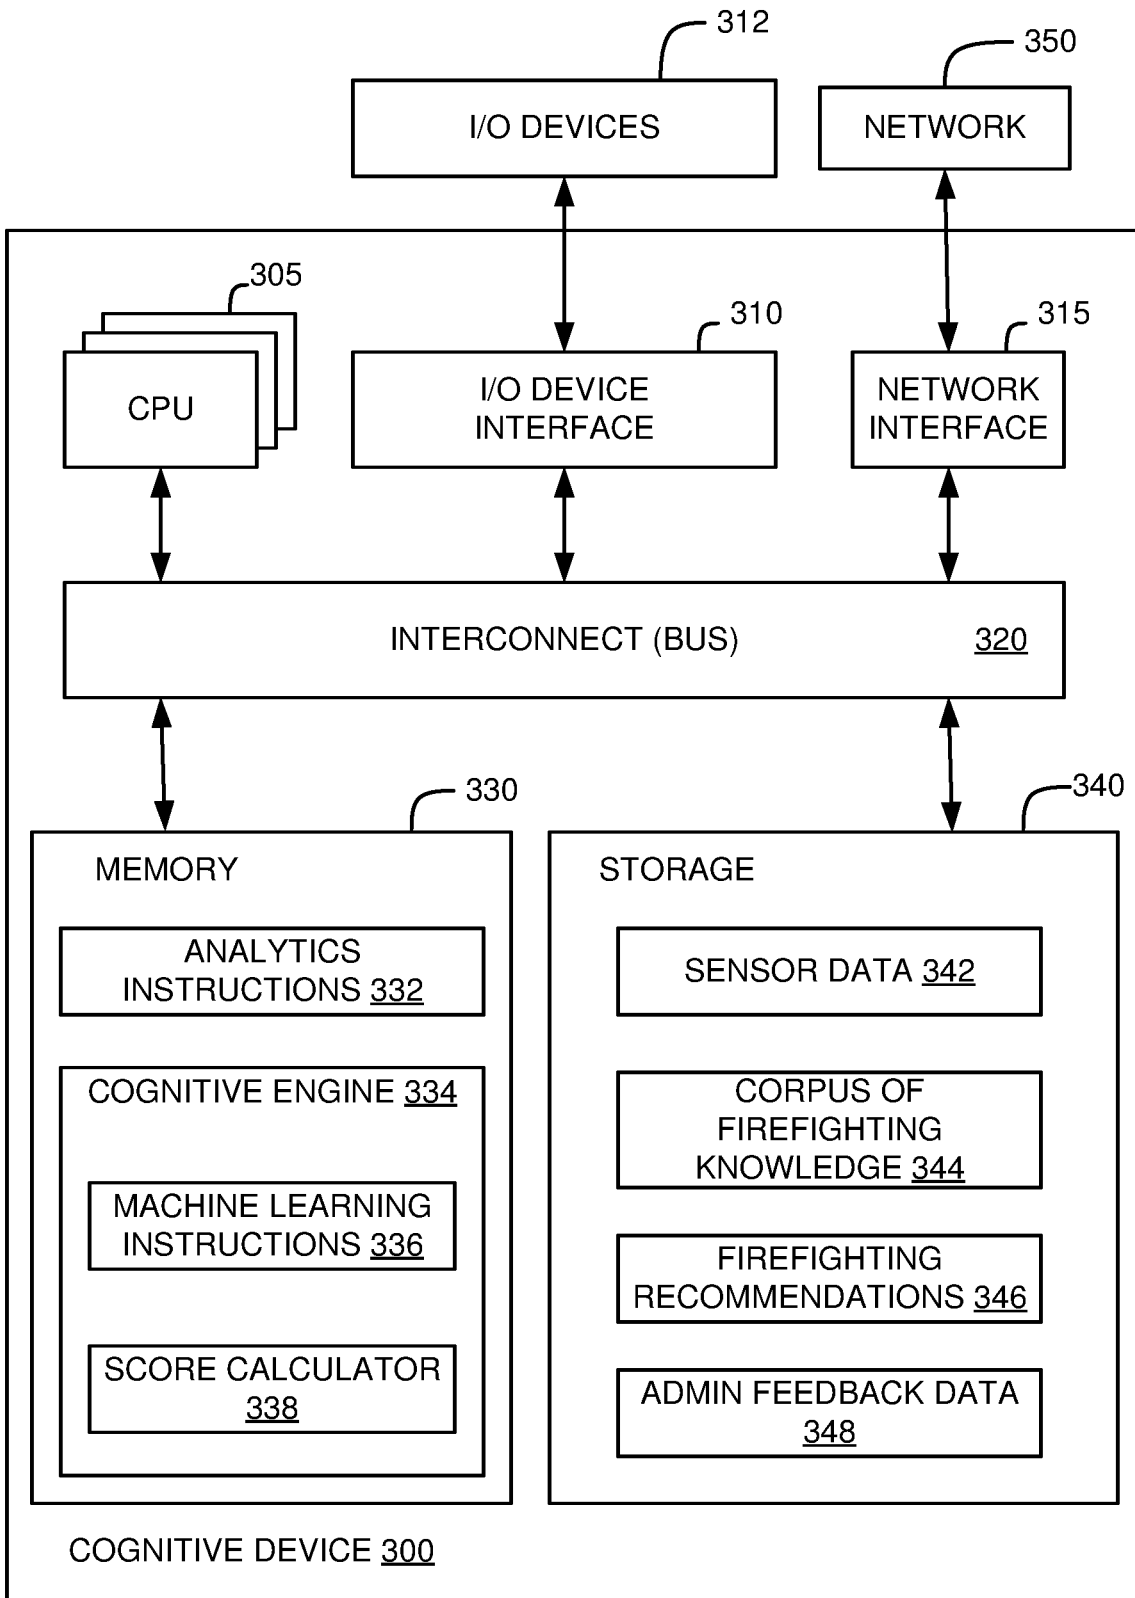 312
350
I/O DEVICES
NETWORK
305
310
315
CPU
I/O DEVICE
INTERFACE
NETWORK
INTERFACE
INTERCONNECT (BUS) 320
330
340
MEMORY
ANALYTICS
INSTRUCTIONS 332
COGNITIVE ENGINE 334
MACHINE LEARNING
INSTRUCTIONS 336
SCORE CALCULATOR
338
STORAGE
SENSOR DATA 342
CORPUS OF
FIREFIGHTING
KNOWLEDGE 344
FIREFIGHTING
RECOMMENDATIONS 346
ADMIN FEEDBACK DATA
348
COGNITIVE DEVICE 300